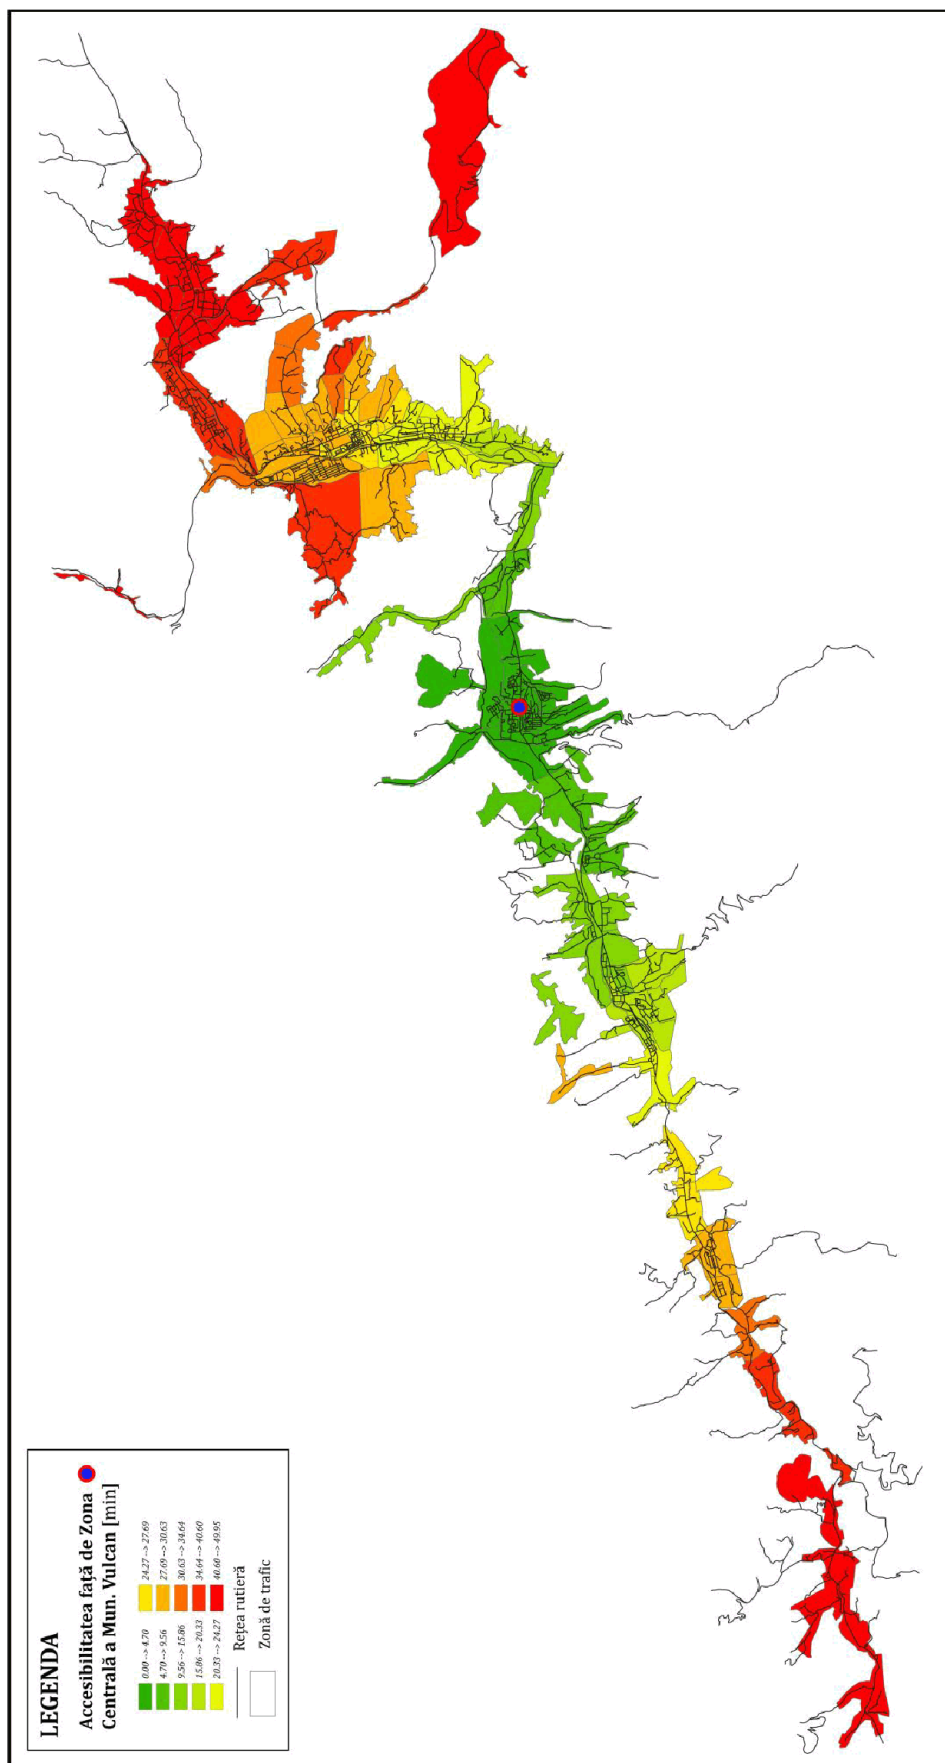 LEGENDA
Accesibilitatea față de Zona
Centrală a Mun. Vulcan [min]
0.00 --> 4.70
4.70 --> 9.56
9.56 --> 15.86
15.86 --> 20.33
20.33 --> 24.27
24.27 --> 27.69
27.69 --> 30.63
30.63 --> 34.64
34.64 --> 40.60
40.60 --> 49.95
Rețea rutieră
Zonă de trafic